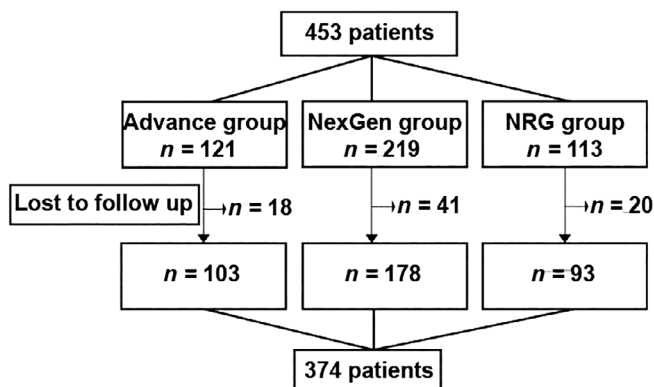 453 patients
Advance group
n = 121
NexGen group
n = 219
NRG group
n = 113
Lost to follow up
n = 18
n = 41
n = 20
n = 103
n = 178
n = 93
374 patients